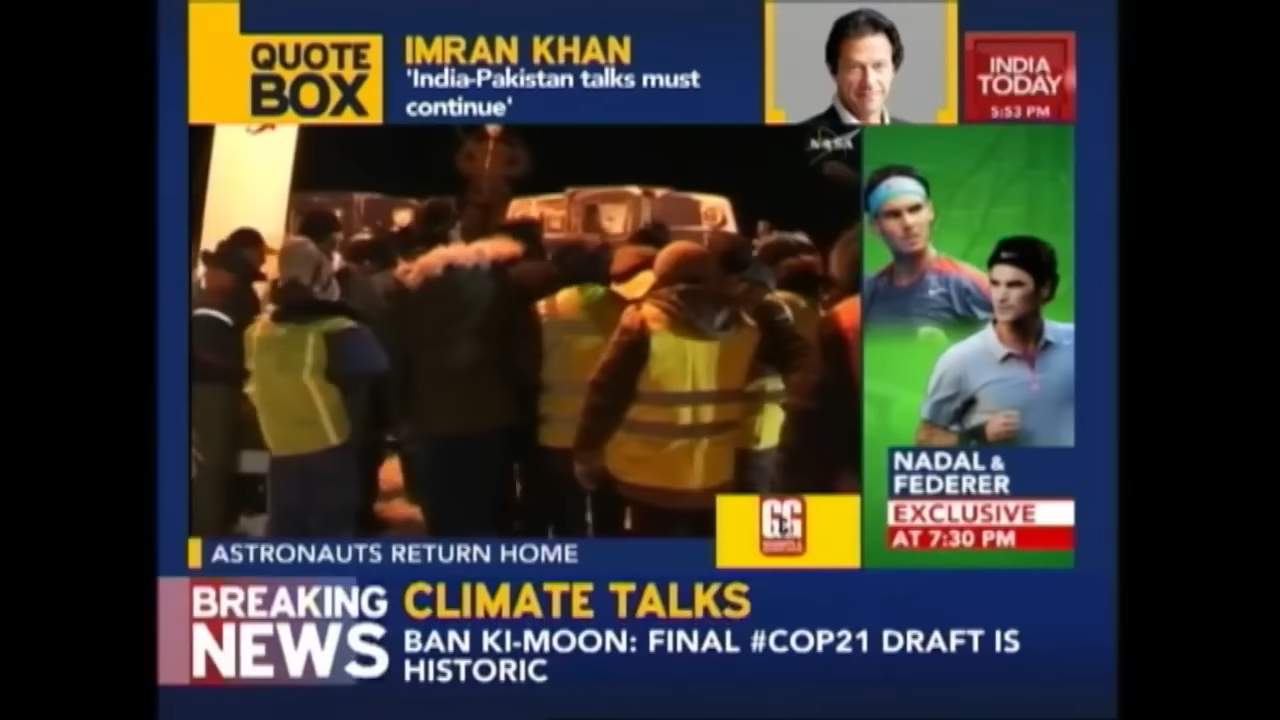 QUOTE
BOX
IMRAN KHAN
'India-Pakistan talks must
continue'
INDIA
TODAY
5:53 PM
NASA
NADAL &
FEDERER
EXCLUSIVE
AT 7:30 PM
GG
ASTRONAUTS RETURN HOME
BREAKING
NEWS
CLIMATE TALKS
BAN KI-MOON: FINAL #COP21 DRAFT IS
HISTORIC